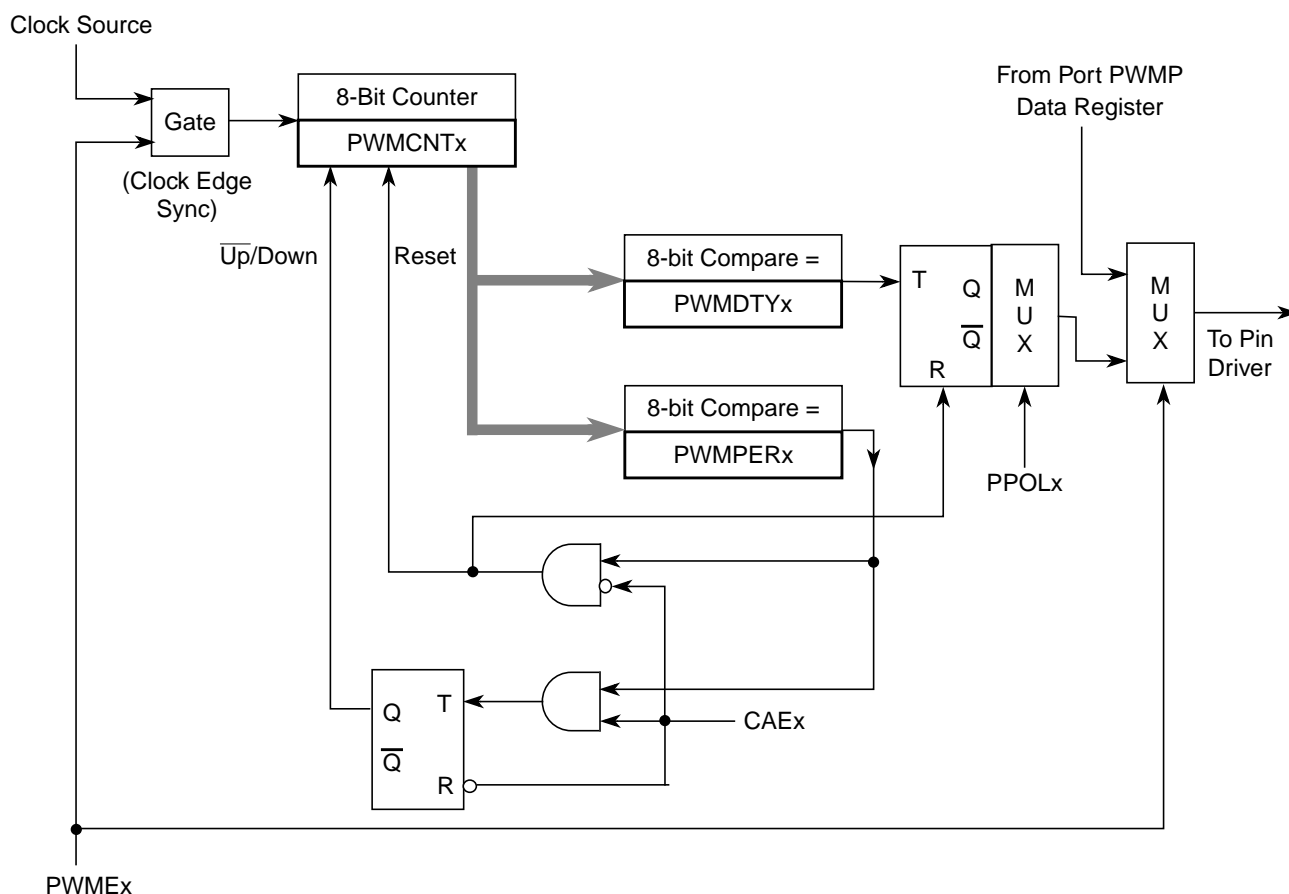 Clock Source
From Port PWMP
Data Register
8-Bit Counter
Gate
PWMCNTx
(Clock Edge
Sync)
U̅p̅/Down
Reset
8-bit Compare =
PWMDTYx
T
Q
Q̅
R
M
U
X
M
U
X
To Pin
Driver
8-bit Compare =
PWMPERx
PPOLx
Q
T
Q̅
R
CAEx
PWMEx